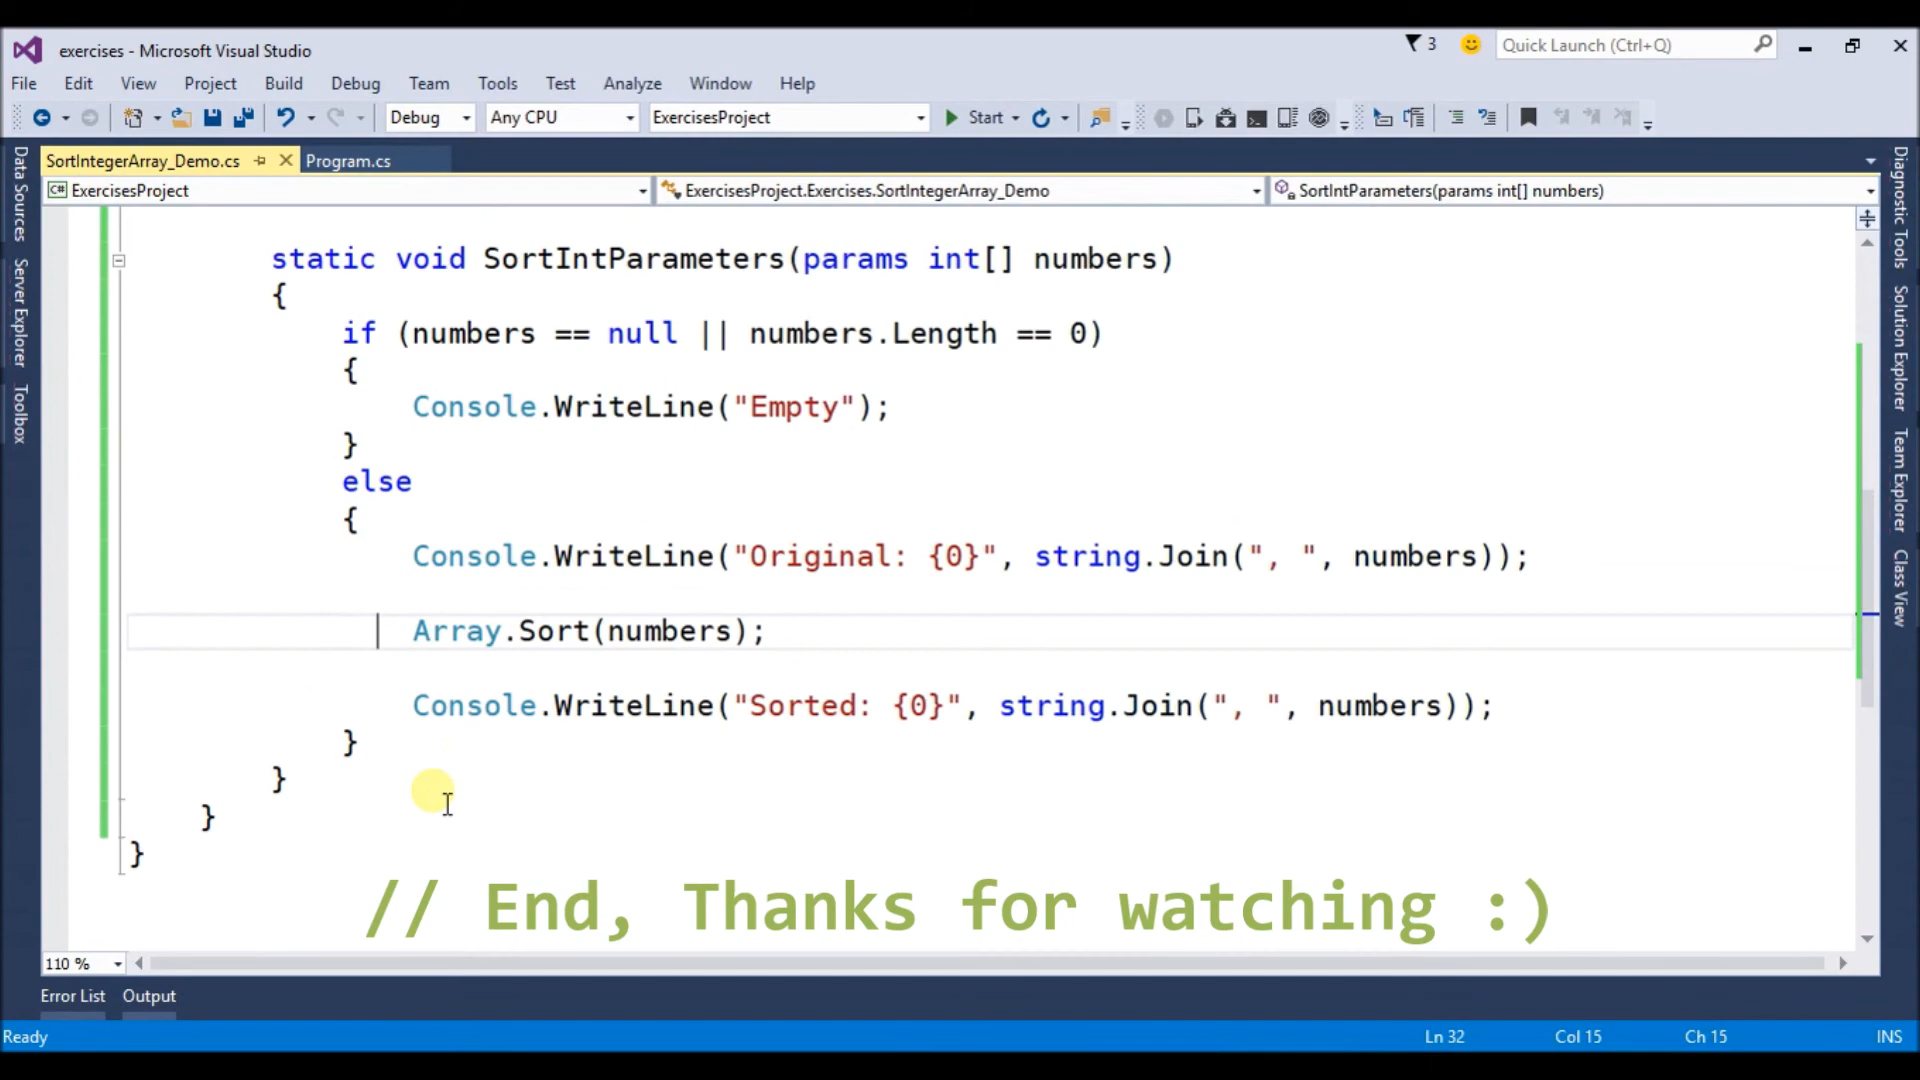 exercises - Microsoft Visual Studio
3
Quick Launch (Ctrl+Q)
File Edit View Project Build Debug Team Tools Test Analyze Window Help
Debug Any CPU ExercisesProject Start
SortIntegerArray_Demo.cs Program.cs
C# ExercisesProject ExercisesProject.Exercises.SortIntegerArray_Demo SortIntParameters(params int[] numbers)
Data Sources
Server Explorer
Toolbox
static void SortIntParameters(params int[] numbers)
{
if (numbers == null || numbers.Length == 0)
{
Console.WriteLine("Empty");
}
else
{
Console.WriteLine("Original: {0}", string.Join(", ", numbers));
Array.Sort(numbers);
Console.WriteLine("Sorted: {0}", string.Join(", ", numbers));
}
}
}
}
// End, Thanks for watching :)
Diagnostic Tools
Solution Explorer
Team Explorer
Class View
110 %
Error List Output
Ready Ln 32 Col 15 Ch 15 INS